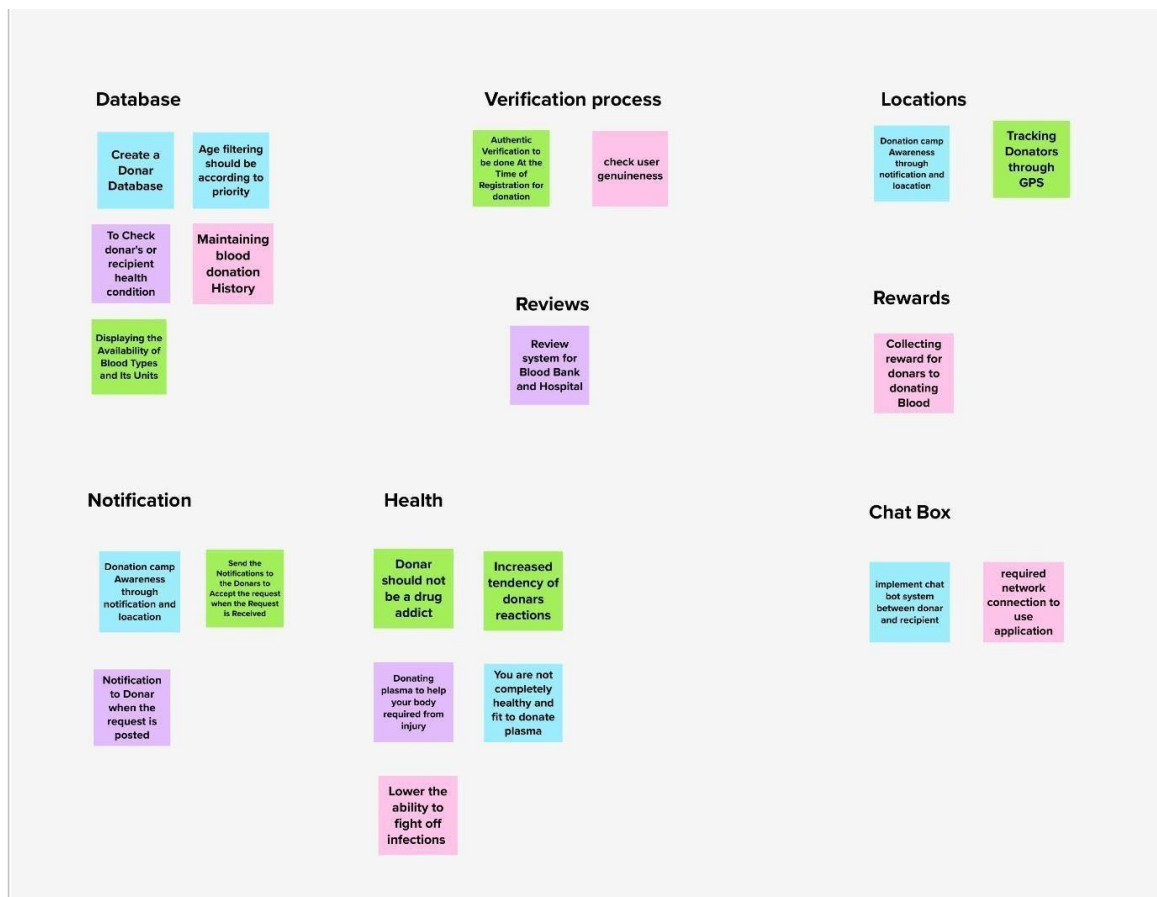 Database
Create a
Donar
Database
Age filtering
should be
according to
priority
To Check
donar's or
recipient
health
condition
Maintaining
blood
donation
History
Displaying the
Availability of
Blood Types
and Its Units
Verification process
Authentic
Verification to
be done At the
Time of
Registration for
donation
check user
genuineness
Locations
Donation camp
Awareness
through
notification and
loacation
Tracking
Donators
through
GPS
Reviews
Review
system for
Blood Bank
and Hospital
Rewards
Collecting
reward for
donars to
donating
Blood
Notification
Donation camp
Awareness
through
notification and
loacation
Send the
Notifications to
the Donars to
Accept the request
when the Request
is Received
Notification
to Donar
when the
request is
posted
Health
Donar
should not
be a drug
addict
Increased
tendency of
donars
reactions
Donating
plasma to help
your body
required from
injury
You are not
completely
healthy and
fit to donate
plasma
Lower the
ability to
fight off
infections
Chat Box
implement chat
bot system
between donar
and recipient
required
network
connection to
use
application